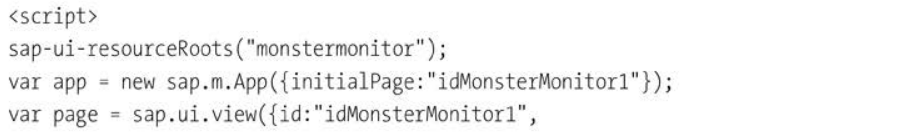 <script>
sap-ui-resourceRoots("monstermonitor");
var app = new sap.m.App({initialPage:"idMonsterMonitor1"});
var page = sap.ui.view({id:"idMonsterMonitor1",